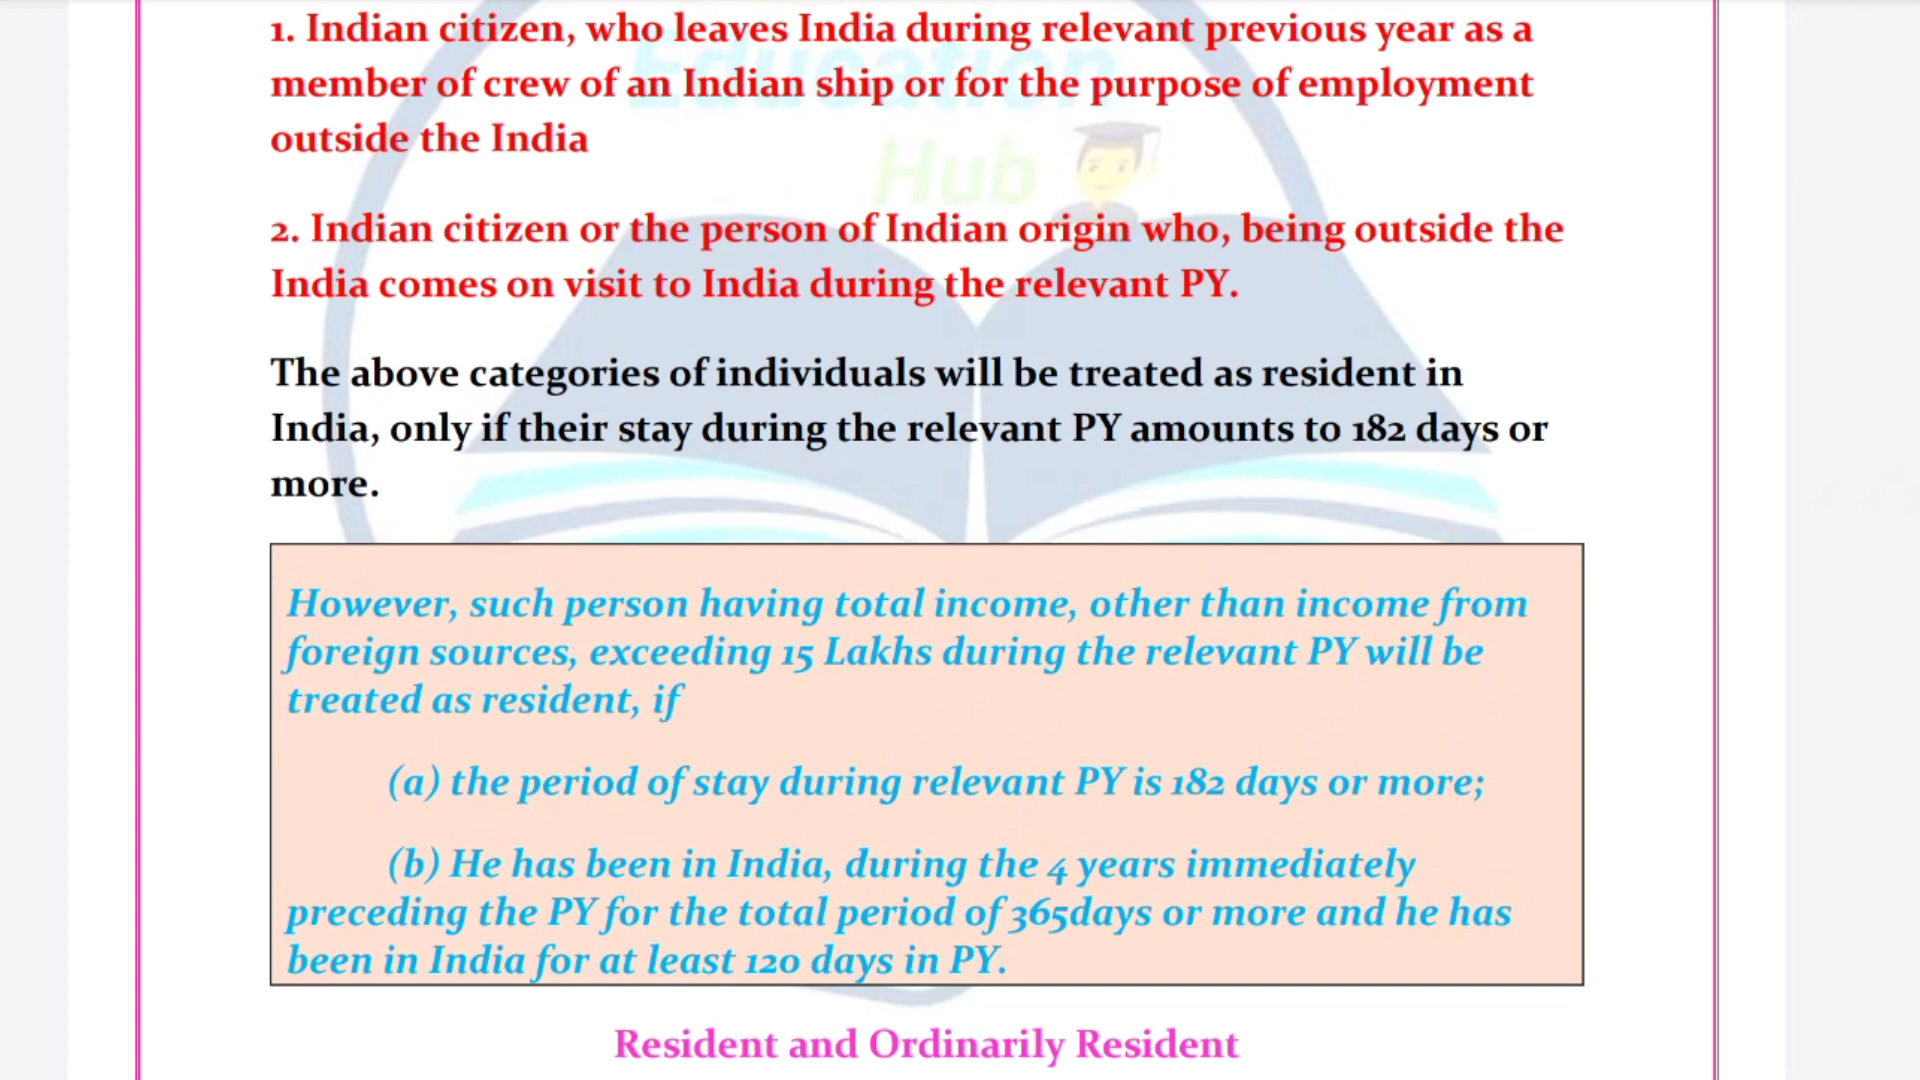 Education
Hub
1. Indian citizen, who leaves India during relevant previous year as a
member of crew of an Indian ship or for the purpose of employment
outside the India
2. Indian citizen or the person of Indian origin who, being outside the
India comes on visit to India during the relevant PY.
The above categories of individuals will be treated as resident in
India, only if their stay during the relevant PY amounts to 182 days or
more.
However, such person having total income, other than income from
foreign sources, exceeding 15 Lakhs during the relevant PY will be
treated as resident, if
(a) the period of stay during relevant PY is 182 days or more;
(b) He has been in India, during the 4 years immediately
preceding the PY for the total period of 365days or more and he has
been in India for at least 120 days in PY.
Resident and Ordinarily Resident